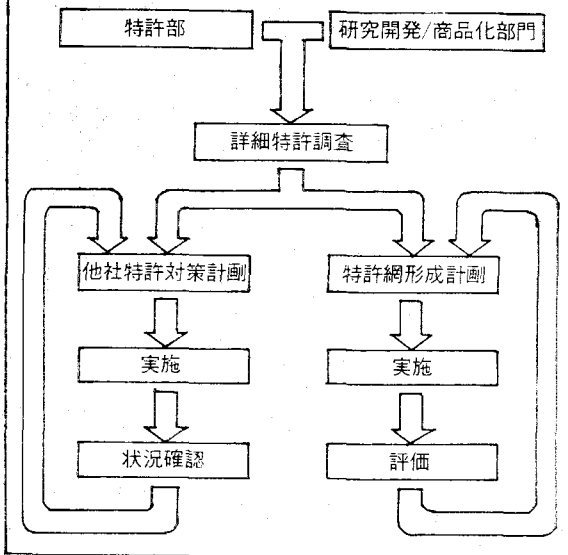 特許部
研究開発/商品化部門
詳細特許調査
他社特許対策計画
特許網形成計画
実施
実施
状況確認
評価